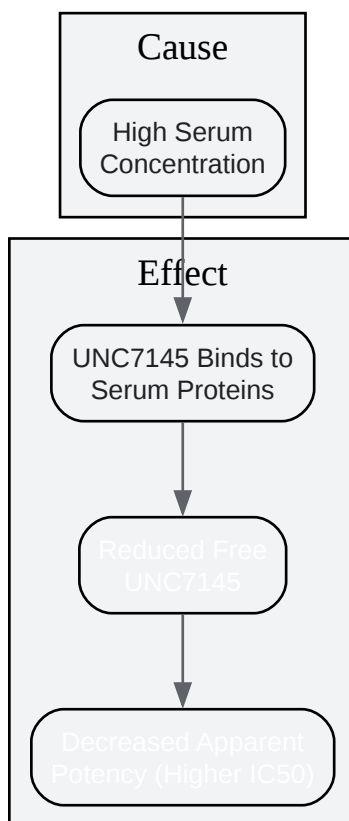 Cause
High Serum
Concentration
Effect
UNC7145 Binds to
Serum Proteins
Reduced Free
UNC7145
Decreased Apparent
Potency (Higher IC50)